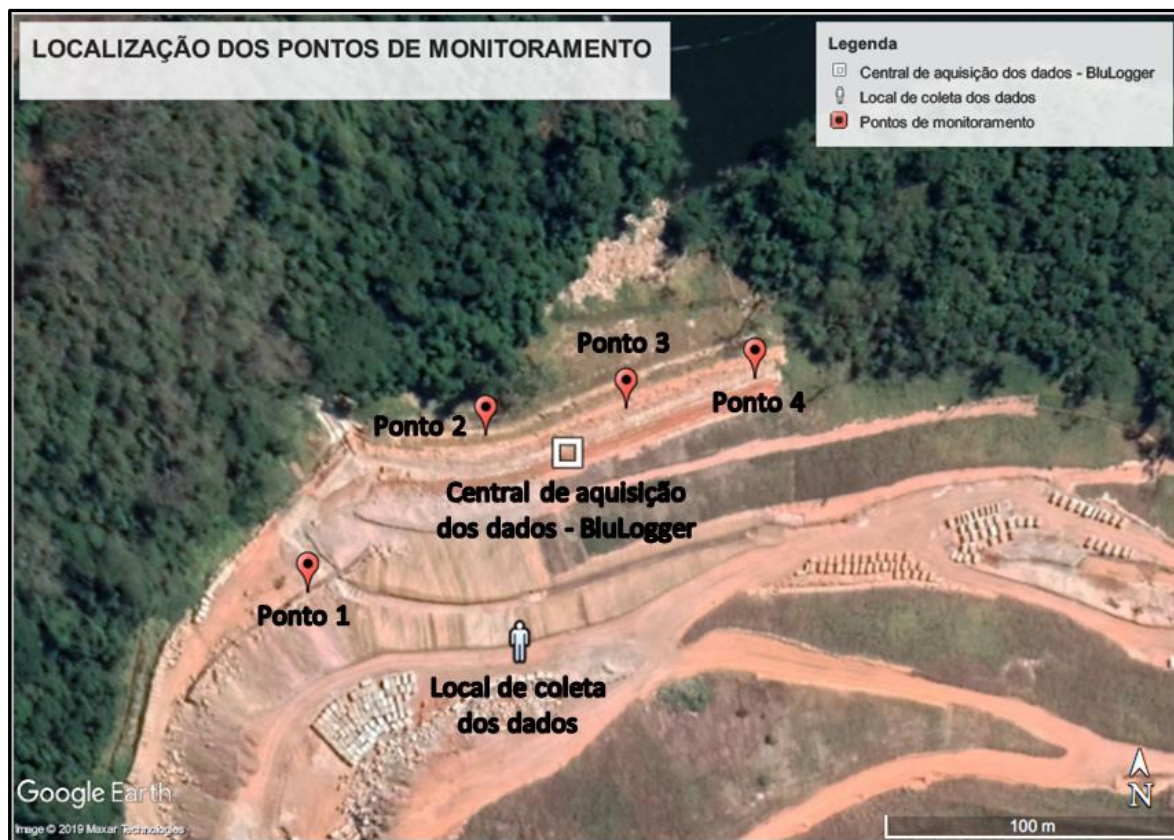 LOCALIZAÇÃO DOS PONTOS DE MONITORAMENTO
Legenda
Central de aquisição dos dados - BluLogger
Local de coleta dos dados
Pontos de monitoramento
Ponto 3
Ponto 2
Ponto 4
Central de aquisição
dos dados - BluLogger
Ponto 1
Local de coleta
dos dados
N
Google Earth
Image © 2019 Maxar Technologies
100 m